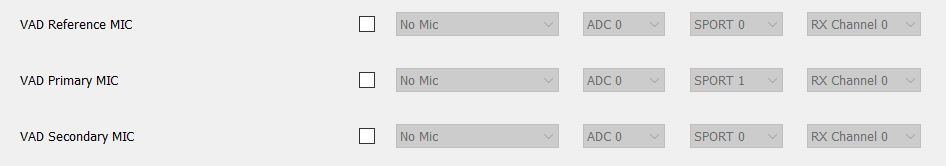 VAD Reference MIC No Mic ADC 0 SPORT 0 RX Channel 0
VAD Primary MIC No Mic ADC 0 SPORT 1 RX Channel 0
VAD Secondary MIC No Mic ADC 0 SPORT 0 RX Channel 0